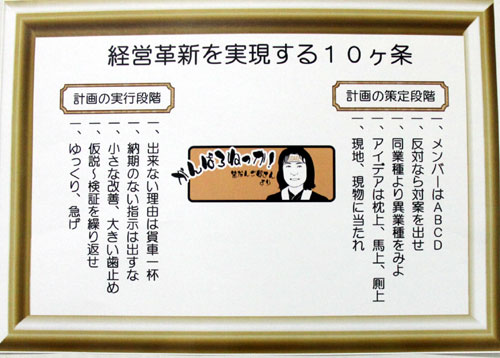 経営革新を実現する１０ヶ条
計画の策定段階
一、メンバーはＡＢＣＤ
一、反対なら対案を出せ
一、同業種より異業種をみよ
一、アイデアは枕上、馬上、厠上
一、現地、現物に当たれ
がんばろねっか！
より
計画の実行段階
一、出来ない理由は貨車一杯
一、納期のない指示は出すな
一、小さな改善、大きい歯止め
一、仮説～検証を繰り返せ
一、ゆっくり、急げ